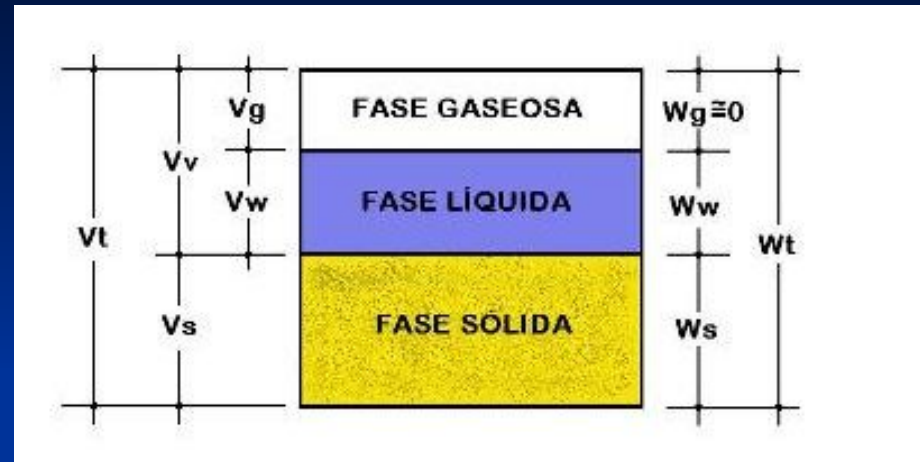 Vg
FASE GASEOSA
Wg≅0
Vv
Vw
FASE LÍQUIDA
Ww
Vt
Wt
Vs
FASE SÓLIDA
Ws